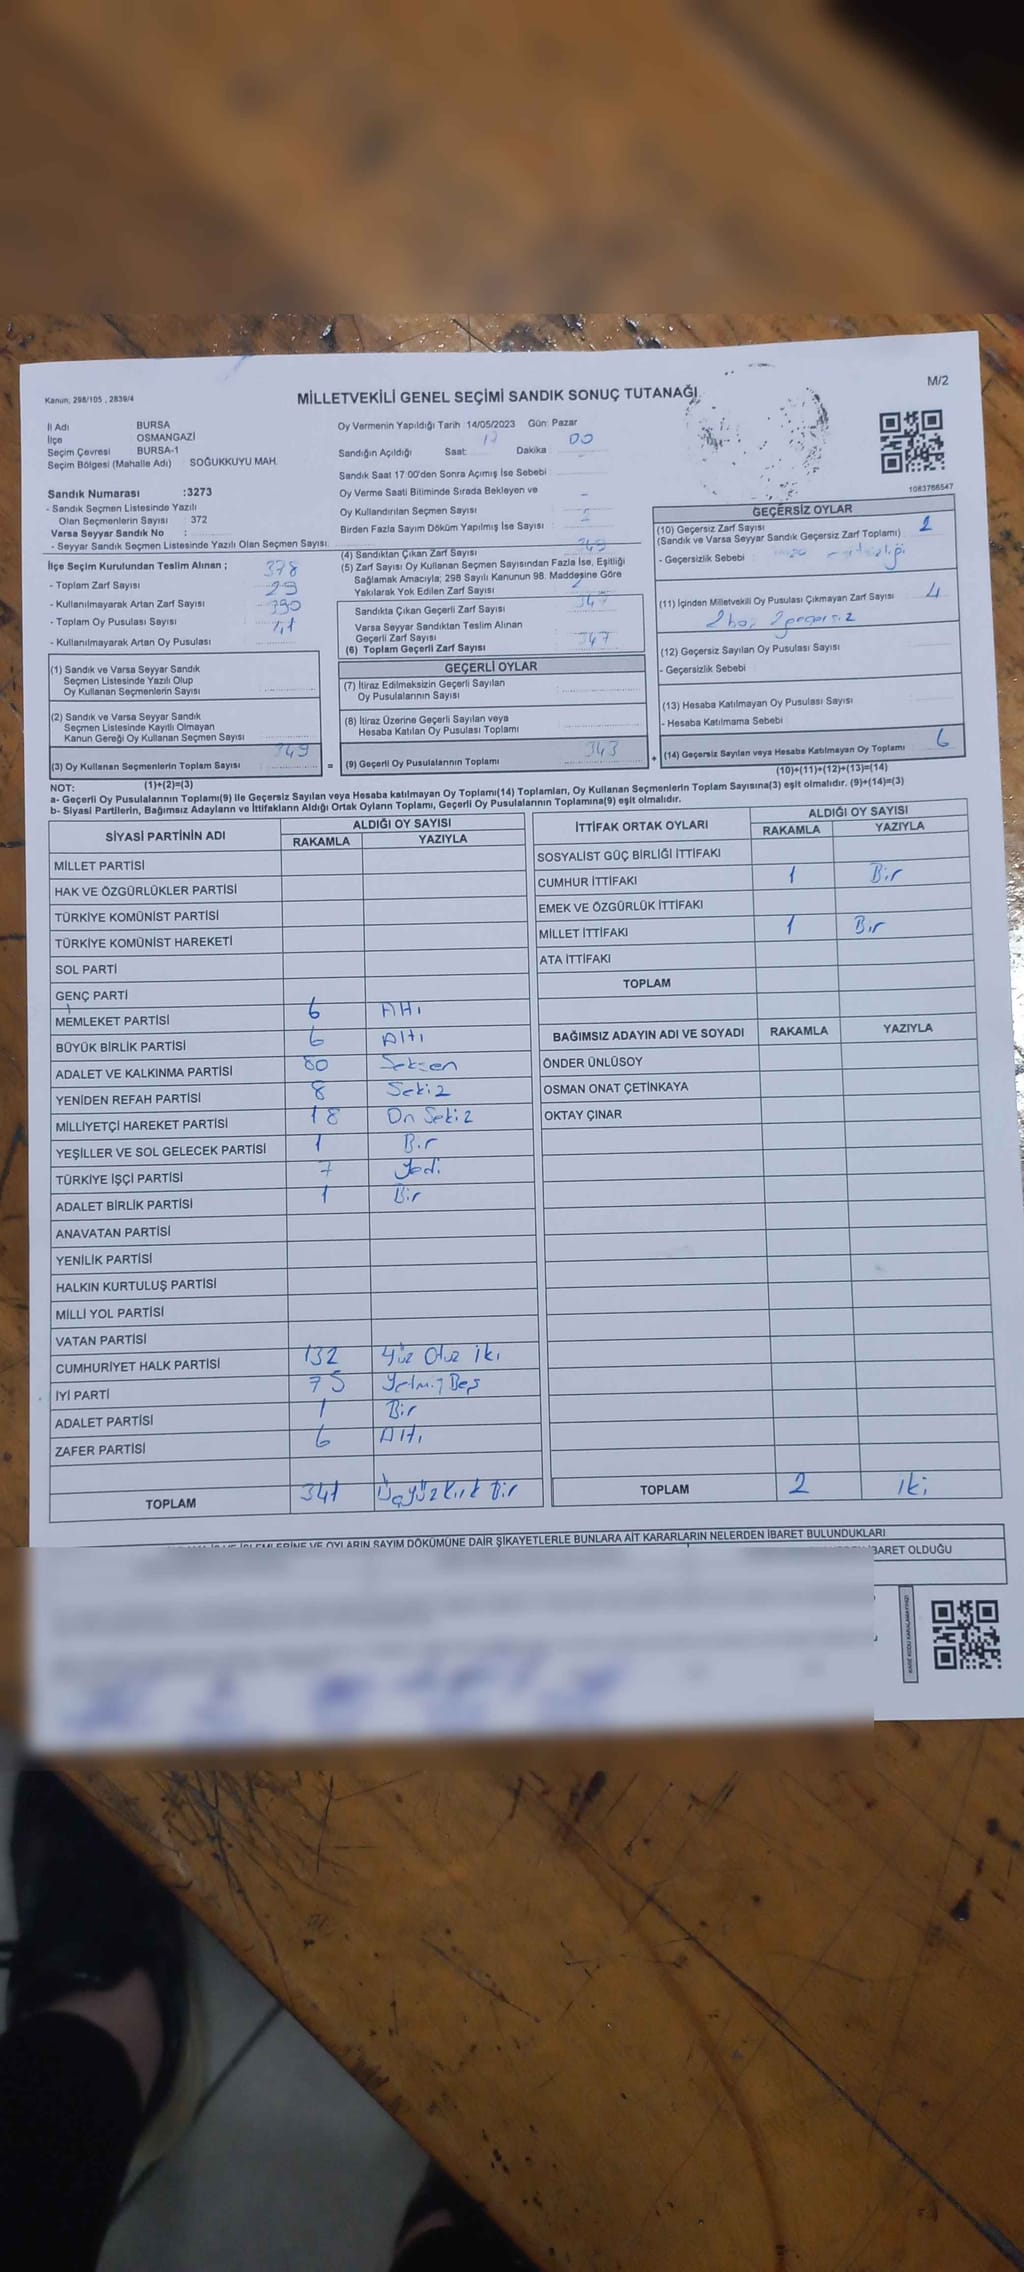 Kanun; 298/105 , 2839/4
MİLLETVEKİLİ GENEL SEÇİMİ SANDIK SONUÇ TUTANAĞI
M/2
İl Adı BURSA
İlçe OSMANGAZİ
Seçim Çevresi BURSA-1
Seçim Bölgesi (Mahalle Adı) SOĞUKKUYU MAH.
Sandık Numarası :3273
- Sandık Seçmen Listesinde Yazılı
Olan Seçmenlerin Sayısı : 372
Varsa Seyyar Sandık No :
- Seyyar Sandık Seçmen Listesinde Yazılı Olan Seçmen Sayısı:
Oy Vermenin Yapıldığı Tarih :14/05/2023 Gün: Pazar
Sandığın Açıldığı Saat: 17 Dakika : 00
Sandık Saat 17:00'den Sonra Açımış İse Sebebi :
Oy Verme Saati Bitiminde Sırada Bekleyen ve
Oy Kullandırılan Seçmen Sayısı : -
Birden Fazla Sayım Döküm Yapılmış İse Sayısı :
1083766547
İlçe Seçim Kurulundan Teslim Alınan ;
- Toplam Zarf Sayısı 378
- Kullanılmayarak Artan Zarf Sayısı 29
- Toplam Oy Pusulası Sayısı 390
- Kullanılmayarak Artan Oy Pusulası
(1) Sandık ve Varsa Seyyar Sandık
Seçmen Listesinde Yazılı Olup
Oy Kullanan Seçmenlerin Sayısı
(2) Sandık ve Varsa Seyyar Sandık
Seçmen Listesinde Kayıtlı Olmayan
Kanun Gereği Oy Kullanan Seçmen Sayısı
(3) Oy Kullanan Seçmenlerin Toplam Sayısı 349
(1)+(2)=(3)
(4) Sandıktan Çıkan Zarf Sayısı 349
(5) Zarf Sayısı Oy Kullanan Seçmen Sayısından Fazla İse, Eşitliği
Sağlamak Amacıyla; 298 Sayılı Kanunun 98. Maddesine Göre
Yakılarak Yok Edilen Zarf Sayısı
Sandıkta Çıkan Geçerli Zarf Sayısı 347
Varsa Seyyar Sandıktan Teslim Alınan
Geçerli Zarf Sayısı
(6) Toplam Geçerli Zarf Sayısı 347
GEÇERLİ OYLAR
(7) İtiraz Edilmeksizin Geçerli Sayılan
Oy Pusulalarının Sayısı
(8) İtiraz Üzerine Geçerli Sayılan veya
Hesaba Katılan Oy Pusulası Toplamı
= (9) Geçerli Oy Pusulalarının Toplamı 343 +
GEÇERSİZ OYLAR
(10) Geçersiz Zarf Sayısı 2
(Sandık ve Varsa Seyyar Sandık Geçersiz Zarf Toplamı)
- Geçersizlik Sebebi :
(11) İçinden Milletvekili Oy Pusulası Çıkmayan Zarf Sayısı 4
2 boş 2 geçersiz
(12) Geçersiz Sayılan Oy Pusulası Sayısı
- Geçersizlik Sebebi :
(13) Hesaba Katılmayan Oy Pusulası Sayısı
- Hesaba Katılmama Sebebi :
(14) Geçersiz Sayılan veya Hesaba Katılmayan Oy Toplamı 6
(10)+(11)+(12)+(13)=(14)
NOT:
a- Geçerli Oy Pusulalarının Toplamı(9) ile Geçersiz Sayılan veya Hesaba katılmayan Oy Toplamı(14) Toplamları, Oy Kullanan Seçmenlerin Toplam Sayısına(3) eşit olmalıdır. (9)+(14)=(3)
b- Siyasi Partilerin, Bağımsız Adayların ve İttifakların Aldığı Ortak Oyların Toplamı, Geçerli Oy Pusulalarının Toplamına(9) eşit olmalıdır.
SİYASİ PARTİNİN ADI ALDIĞI OY SAYISI
RAKAMLA YAZIYLA
MİLLET PARTİSİ
HAK VE ÖZGÜRLÜKLER PARTİSİ
TÜRKİYE KOMÜNİST PARTİSİ
TÜRKİYE KOMÜNİST HAREKETİ
SOL PARTİ
GENÇ PARTİ
MEMLEKET PARTİSİ 6 Altı
BÜYÜK BİRLİK PARTİSİ 6 Altı
ADALET VE KALKINMA PARTİSİ 80 Seksen
YENİDEN REFAH PARTİSİ 8 Sekiz
MİLLİYETÇİ HAREKET PARTİSİ 18 On Sekiz
YEŞİLLER VE SOL GELECEK PARTİSİ 1 Bir
TÜRKİYE İŞÇİ PARTİSİ 7 Yedi
ADALET BİRLİK PARTİSİ 1 Bir
ANAVATAN PARTİSİ
YENİLİK PARTİSİ
HALKIN KURTULUŞ PARTİSİ
MİLLİ YOL PARTİSİ
VATAN PARTİSİ
CUMHURİYET HALK PARTİSİ 132 Yüz Otuz iki
İYİ PARTİ 75 Yetmiş Beş
ADALET PARTİSİ 1 Bir
ZAFER PARTİSİ 6 Altı
TOPLAM 341 Üçyüz Kırk Bir
İTTİFAK ORTAK OYLARI ALDIĞI OY SAYISI
RAKAMLA YAZIYLA
SOSYALİST GÜÇ BİRLİĞİ İTTİFAKI
CUMHUR İTTİFAKI 1 Bir
EMEK VE ÖZGÜRLÜK İTTİFAKI
MİLLET İTTİFAKI 1 Bir
ATA İTTİFAKI
TOPLAM
BAĞIMSIZ ADAYIN ADI VE SOYADI RAKAMLA YAZIYLA
ÖNDER ÜNLÜSOY
OSMAN ONAT ÇETİNKAYA
OKTAY ÇINAR
TOPLAM 2 İki
VE OYLARIN SAYIM DÖKÜMÜNE DAİR ŞİKAYETLERLE BUNLARA AİT KARARLARIN NELERDEN İBARET BULUNDUKLARI
İBARET OLDUĞU